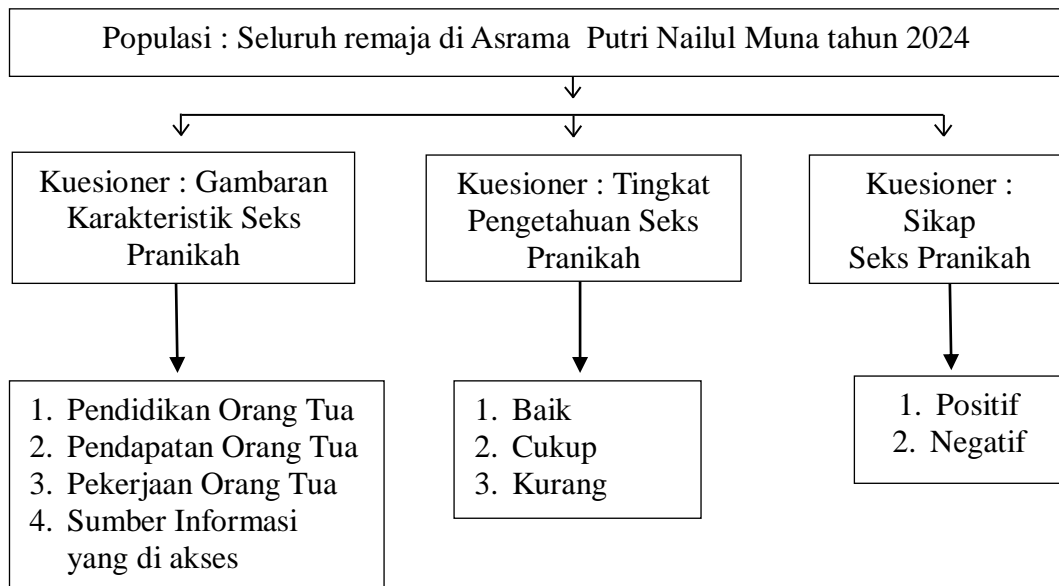 Populasi : Seluruh remaja di Asrama  Putri Nailul Muna tahun 2024
Kuesioner : Gambaran
Karakteristik Seks
Pranikah
Kuesioner : Tingkat
Pengetahuan Seks
Pranikah
Kuesioner :
Sikap
Seks Pranikah
1. Pendidikan Orang Tua
2. Pendapatan Orang Tua
3. Pekerjaan Orang Tua
4. Sumber Informasi
yang di akses
1. Baik
2. Cukup
3. Kurang
1. Positif
2. Negatif